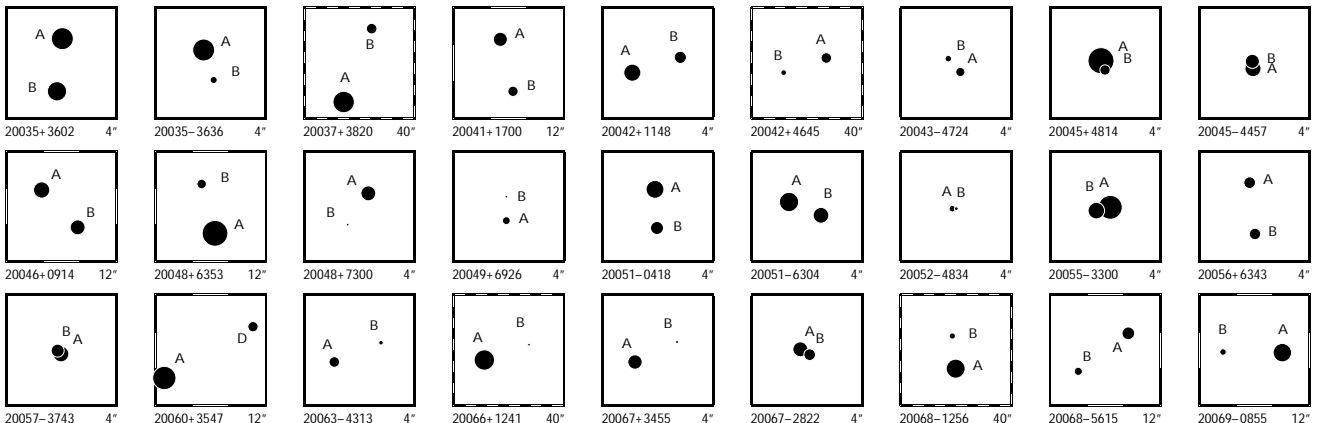 A A A A A B A B A B A B A B A
B B B B B
20035+3602 4″ 20035−3636 4″ 20037+3820 40″ 20041+1700 12″ 20042+1148 4″ 20042+4645 40″ 20043−4724 4″ 20045+4814 4″ 20045−4457 4″
A B A B A A A B B A A B B A A
B B B
20046+0914 12″ 20048+6353 12″ 20048+7300 4″ 20049+6926 4″ 20051−0418 4″ 20051−6304 4″ 20052−4834 4″ 20055−3300 4″ 20056+6343 4″
B A D A B A B A B A B B A A B B A
20057−3743 4″ 20060+3547 12″ 20063−4313 4″ 20066+1241 40″ 20067+3455 4″ 20067−2822 4″ 20068−1256 40″ 20068−5615 12″ 20069−0855 12″